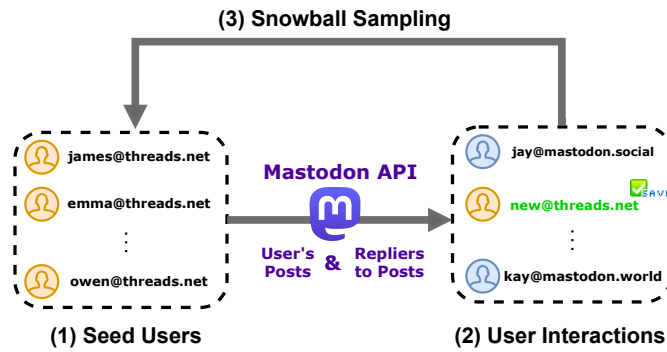 (3) Snowball Sampling
james@threads.net
emma@threads.net
⋮
owen@threads.net
(1) Seed Users
Mastodon API
m
User's Posts
&
Repliers to Posts
jay@mastodon.social
new@threads.net
SAVE
⋮
kay@mastodon.world
(2) User Interactions